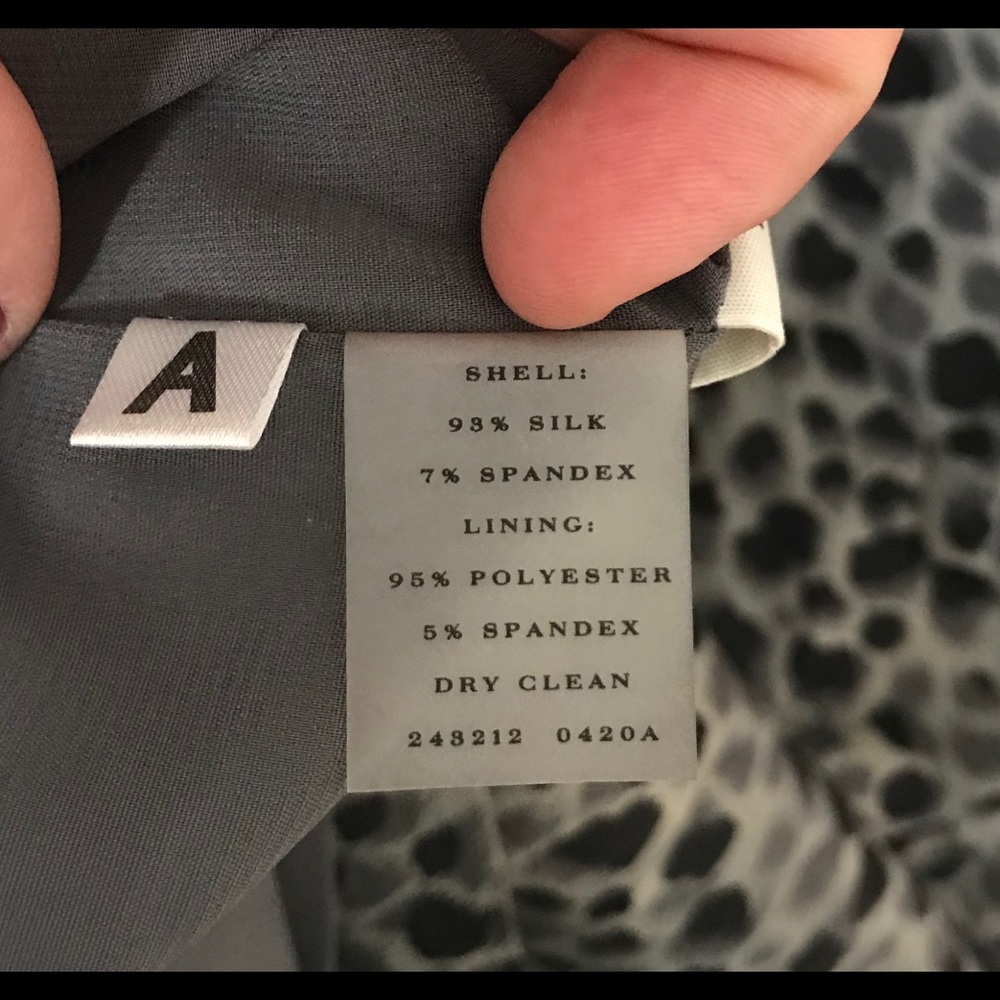 A
SHELL:
93% SILK
7% SPANDEX
LINING:
95% POLYESTER
5% SPANDEX
DRY CLEAN
243212 0420A